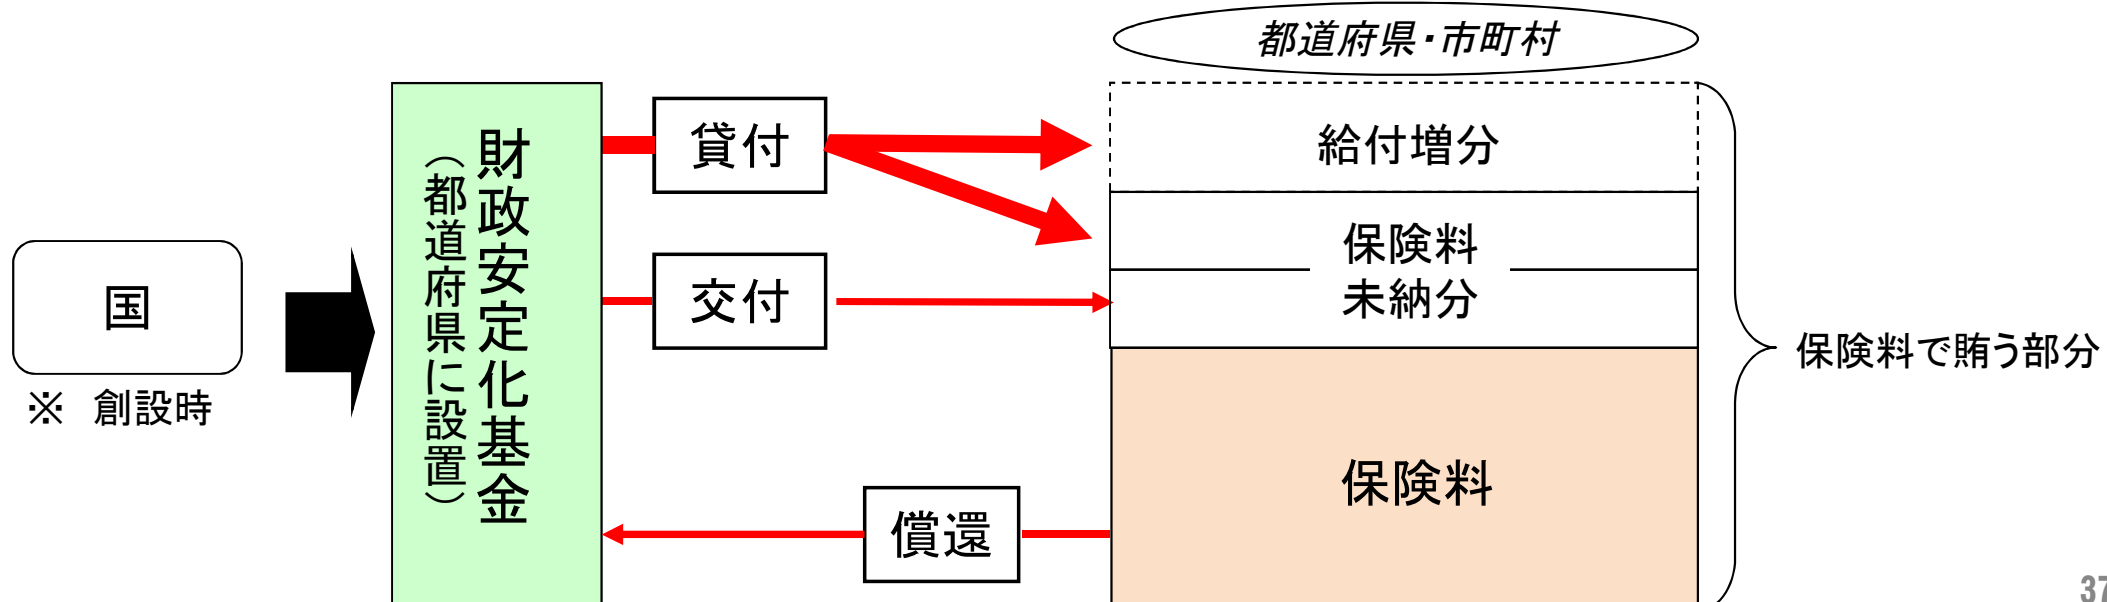 都道府県・市町村
国
※　創設時
財政安定化基金
（都道府県に設置）
貸付
交付
償還
給付増分
保険料
未納分
保険料
保険料で賄う部分
37